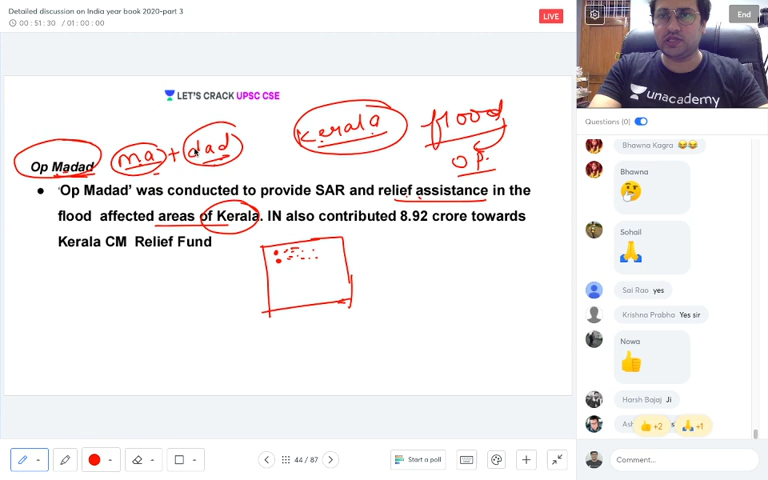 Detailed discussion on India year book 2020-part 3
00:51:30 / 01:00:00
LIVE
End
LET'S CRACK UPSC CSE
unacademy
Kerala
flood
op.
Op Madad
ma + dad
• 'Op Madad' was conducted to provide SAR and relief assistance in the
flood affected areas of Kerala. IN also contributed 8.92 crore towards
Kerala CM Relief Fund
Questions (0)
Bhawna Kagra 😂😂
Bhawna
🤔
Sohail
🙏
Sai Rao yes
Krishna Prabha Yes sir
Nowa
👍
Harsh Bajaj Ji
👍 +2
🙏 +1
44 / 87
Start a poll
Comment...